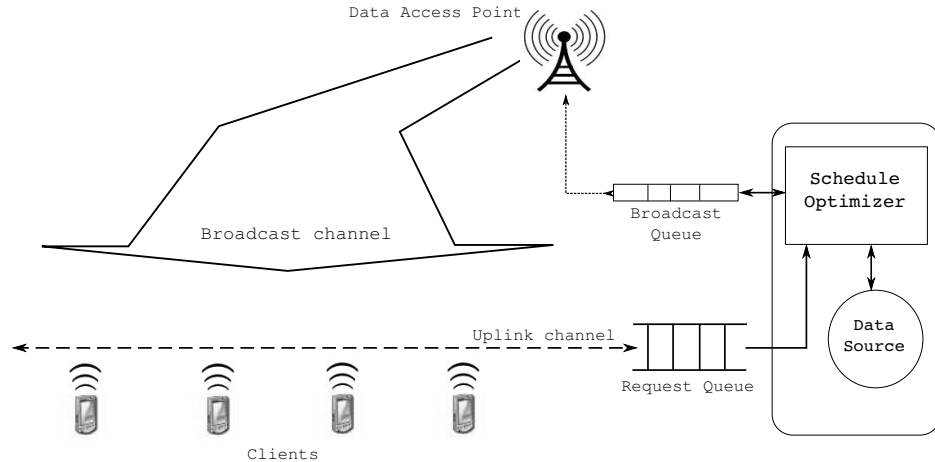 Data Access Point
Schedule
Optimizer
Broadcast
Queue
Broadcast channel
Uplink channel
Data
Source
Request Queue
Clients